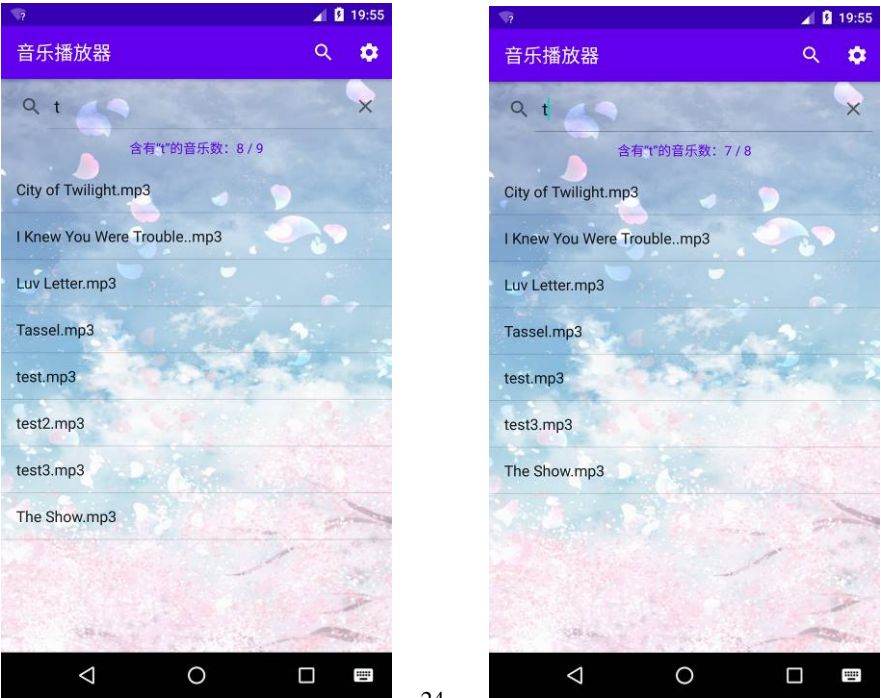 19:55
音乐播放器
t
含有"t"的音乐数：8 / 9
City of Twilight.mp3
I Knew You Were Trouble..mp3
Luv Letter.mp3
Tassel.mp3
test.mp3
test2.mp3
test3.mp3
The Show.mp3
19:55
音乐播放器
t
含有"t"的音乐数：7 / 8
City of Twilight.mp3
I Knew You Were Trouble..mp3
Luv Letter.mp3
Tassel.mp3
test.mp3
test3.mp3
The Show.mp3